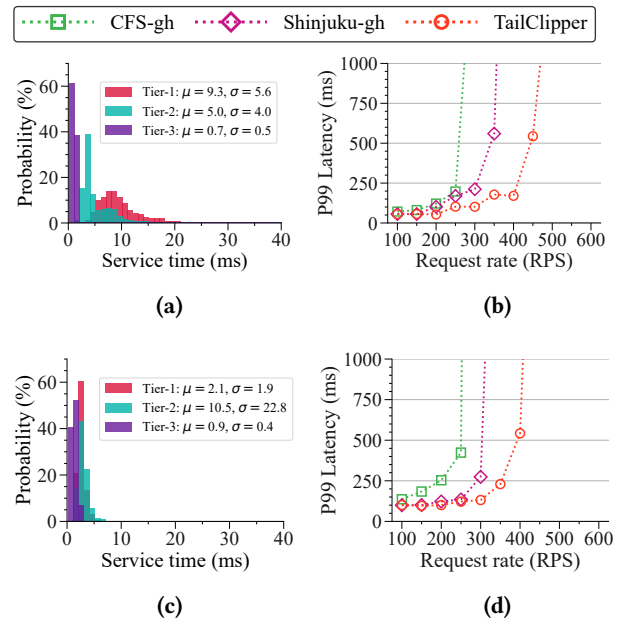 CFS-gh Shinjuku-gh TailClipper
Probability (%)
60
40
20
0
Tier-1: μ = 9.3, σ = 5.6
Tier-2: μ = 5.0, σ = 4.0
Tier-3: μ = 0.7, σ = 0.5
0 10 20 30 40
Service time (ms)
(a)
P99 Latency (ms)
1000
750
500
250
0
100 200 300 400 500 600
Request rate (RPS)
(b)
Probability (%)
60
40
20
0
Tier-1: μ = 2.1, σ = 1.9
Tier-2: μ = 10.5, σ = 22.8
Tier-3: μ = 0.9, σ = 0.4
0 10 20 30 40
Service time (ms)
(c)
P99 Latency (ms)
1000
750
500
250
0
100 200 300 400 500 600
Request rate (RPS)
(d)